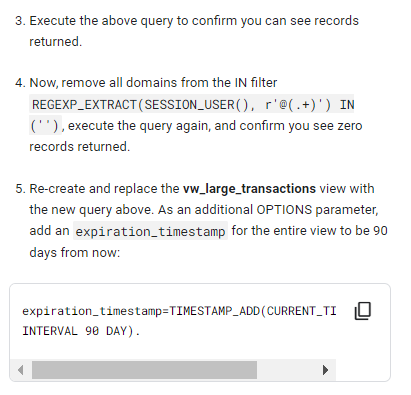 3. Execute the above query to confirm you can see records
returned.
4. Now, remove all domains from the IN filter
REGEXP_EXTRACT(SESSION_USER(), r'@(.+)') IN
(''), execute the query again, and confirm you see zero
records returned.
5. Re-create and replace the vw_large_transactions view with
the new query above. As an additional OPTIONS parameter,
add an expiration_timestamp for the entire view to be 90
days from now:
expiration_timestamp=TIMESTAMP_ADD(CURRENT_TI
INTERVAL 90 DAY).